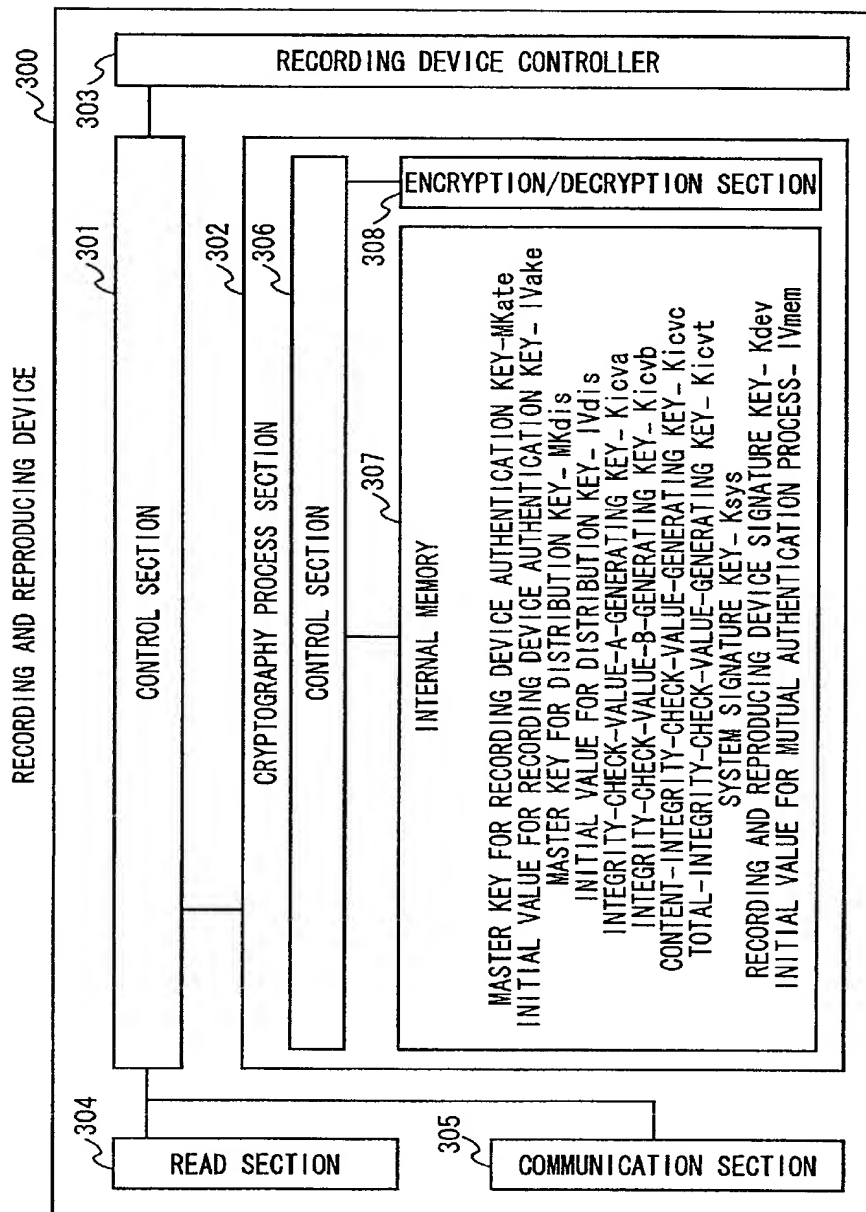 RECORDING AND REPRODUCING DEVICE
300
301
CONTROL SECTION
303
RECORDING DEVICE CONTROLLER
302
CRYPTOGRAPHY PROCESS SECTION
306
CONTROL SECTION
307
INTERNAL MEMORY
MASTER KEY FOR RECORDING DEVICE AUTHENTICATION KEY-MKate
INITIAL VALUE FOR RECORDING DEVICE AUTHENTICATION KEY- IVake
MASTER KEY FOR DISTRIBUTION KEY- MKdis
INITIAL VALUE FOR DISTRIBUTION KEY- IVdis
INTEGRITY-CHECK-VALUE-A-GENERATING KEY- Kicva
INTEGRITY-CHECK-VALUE-B-GENERATING KEY- Kicvb
CONTENT-INTEGRITY-CHECK-VALUE-GENERATING KEY- Kicvc
TOTAL-INTEGRITY-CHECK-VALUE-GENERATING KEY- Kicvt
SYSTEM SIGNATURE KEY- Ksys
RECORDING AND REPRODUCING DEVICE SIGNATURE KEY- Kdev
INITIAL VALUE FOR MUTUAL AUTHENTICATION PROCESS- IVmem
308
ENCRYPTION/DECRYPTION SECTION
304
READ SECTION
305
COMMUNICATION SECTION